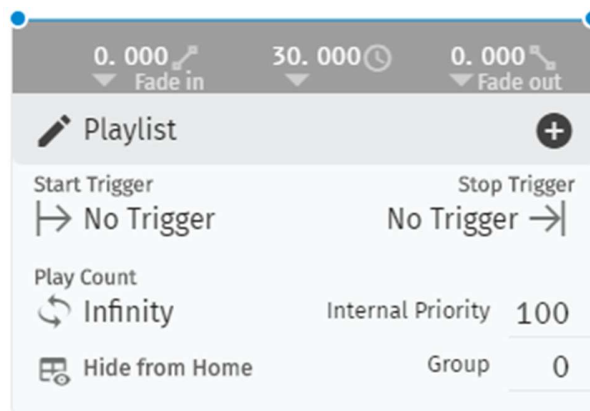 0. 000 30. 000 0. 000
Fade in Fade out
Playlist
Start Trigger Stop Trigger
No Trigger No Trigger
Play Count
Infinity Internal Priority 100
Hide from Home Group 0